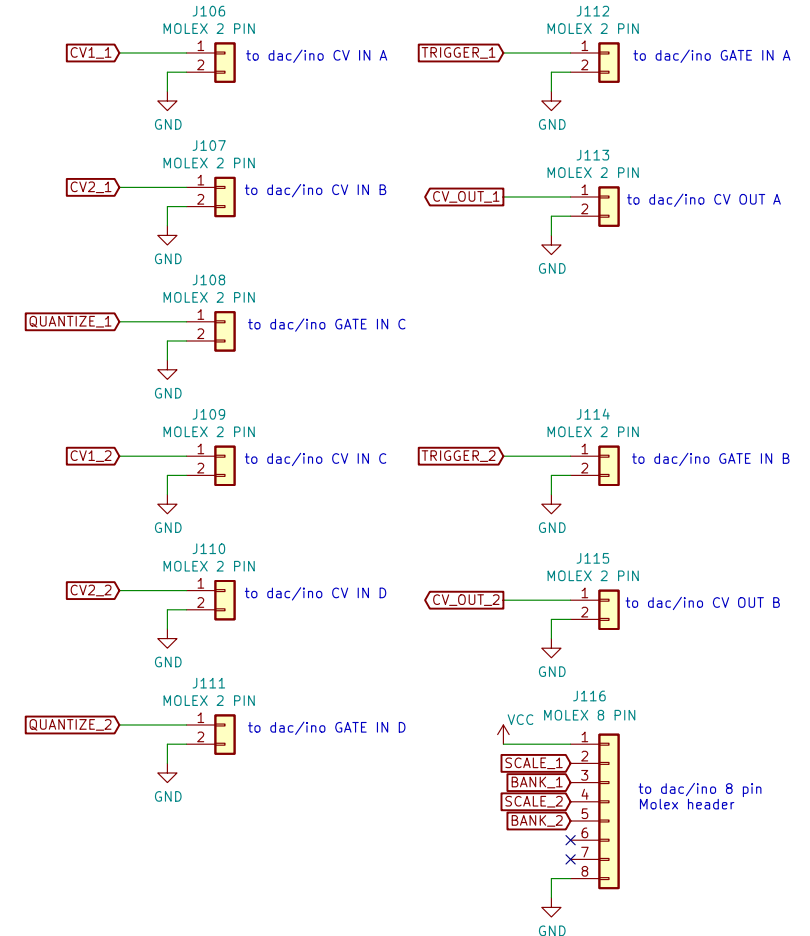 J106
MOLEX 2 PIN
CV1_1
1
2
to dac/ino CV IN A
GND
J112
MOLEX 2 PIN
TRIGGER_1
1
2
to dac/ino GATE IN A
GND
J107
MOLEX 2 PIN
CV2_1
1
2
to dac/ino CV IN B
GND
J113
MOLEX 2 PIN
CV_OUT_1
1
2
to dac/ino CV OUT A
GND
J108
MOLEX 2 PIN
QUANTIZE_1
1
2
to dac/ino GATE IN C
GND
J109
MOLEX 2 PIN
CV1_2
1
2
to dac/ino CV IN C
GND
J114
MOLEX 2 PIN
TRIGGER_2
1
2
to dac/ino GATE IN B
GND
J110
MOLEX 2 PIN
CV2_2
1
2
to dac/ino CV IN D
GND
J115
MOLEX 2 PIN
CV_OUT_2
1
2
to dac/ino CV OUT B
GND
J111
MOLEX 2 PIN
QUANTIZE_2
1
2
to dac/ino GATE IN D
GND
J116
MOLEX 8 PIN
VCC
1
SCALE_1 2
BANK_1 3
SCALE_2 4
BANK_2 5
6
7
8
to dac/ino 8 pin
Molex header
GND